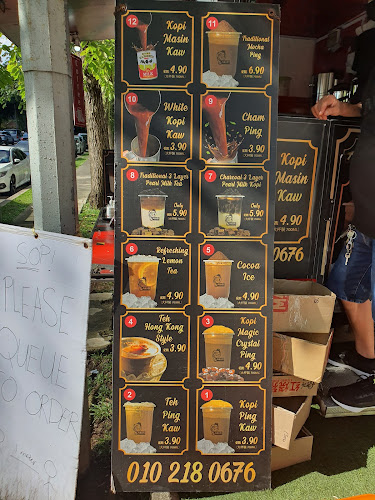 12
Kopi
Masin
Kaw
RM 4.90
MILK
11
Traditional
Mocha
Ping
RM 6.90
10
White
Kopi
Kaw
RM 3.90
9
Cham
Ping
RM 3.90
8
Traditional 3 Layer
Pearl Milk Tea
Only
RM 5.90
7
Charcoal 3 Layer
Pearl Milk Kopi
Only
RM 5.90
6
Refreshing
Lemon
Tea
RM 4.90
5
Cocoa
Ice
RM 4.90
4
Teh
Hong Kong
Style
RM 3.90
3
Kopi
Magic
Crystal
Ping
RM 4.90
2
Teh
Ping
Kaw
RM 3.90
1
Kopi
Ping
Kaw
RM 3.90
010 218 0676
PLEASE
QUEUE
ORDER
Kopi
Masin
Kaw
RM 4.90
0676